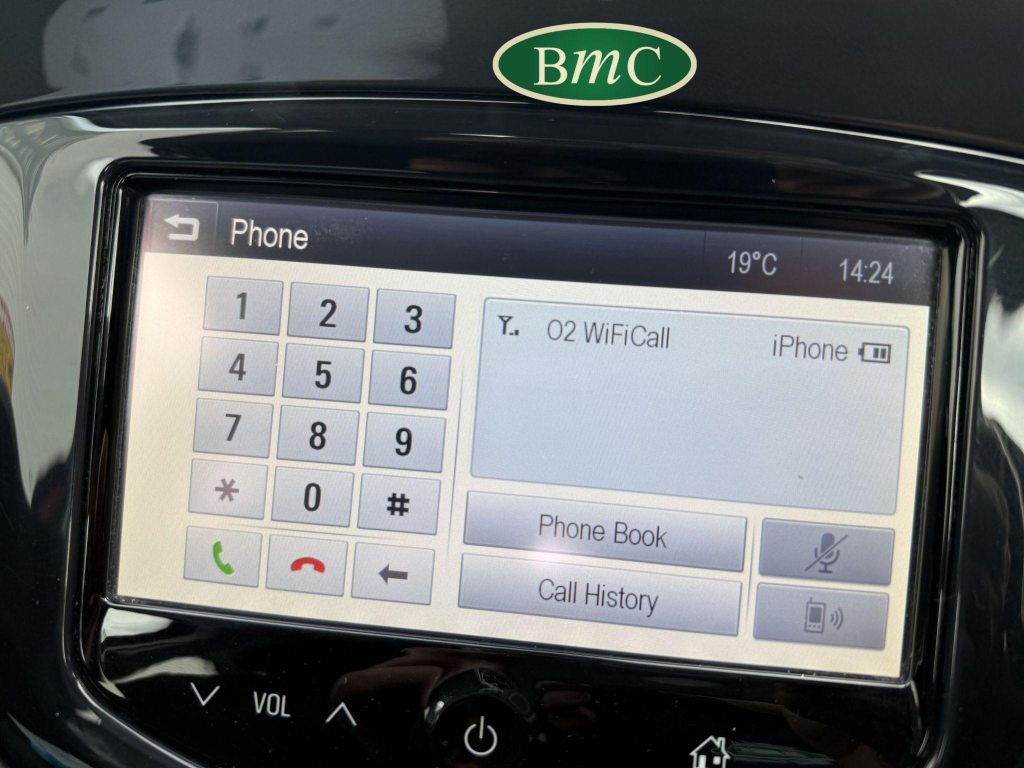 BmC
Phone
19°C
14:24
1 2 3
4 5 6
7 8 9
* 0 #
O2 WiFiCall
iPhone
Phone Book
Call History
VOL